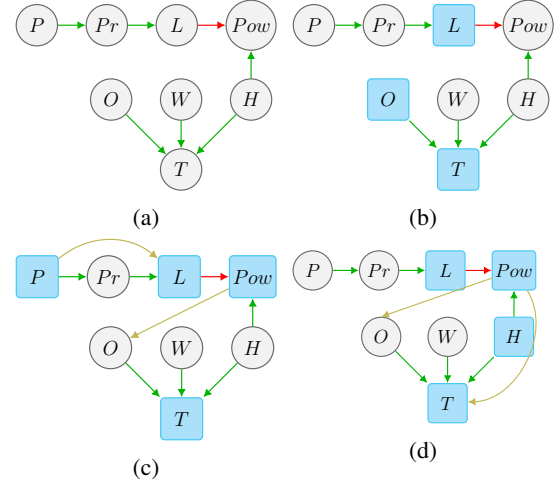 P Pr L Pow
O W H
T
(a)
P Pr L Pow
O W H
T
(b)
P Pr L Pow
O W H
T
(c)
P Pr L Pow
O W H
T
(d)